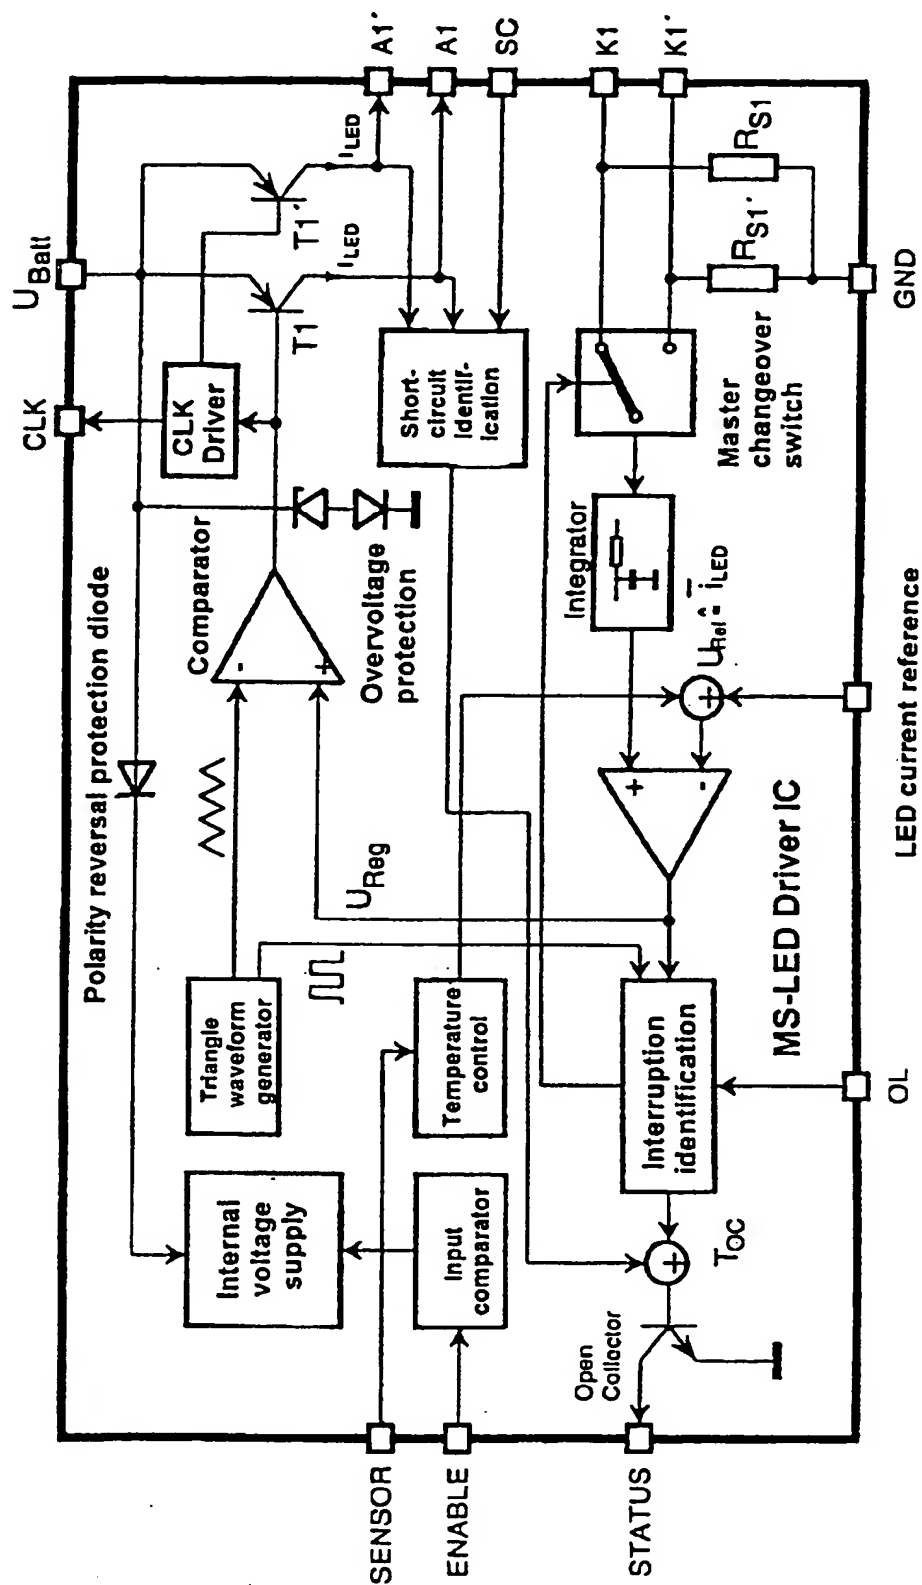 CLK
U Batt
A1'
A1
SC
K1
K1'
Polarity reversal protection diode
CLK
Driver
T1'
T1
iLED
iLED
Comparator
-
+
Overvoltage
protection
Short-
circuit
identif-
ication
Internal
voltage
supply
Triangle
waveform
generator
UReg
Input
comparator
Temperature
control
Integrator
Master
changeover
switch
RS1
RS1'
URef ≙ iLED
+
+
-
Interruption
identification
+
TOC
Open
Collector
MS-LED Driver IC
SENSOR
ENABLE
STATUS
OL
LED current reference
GND